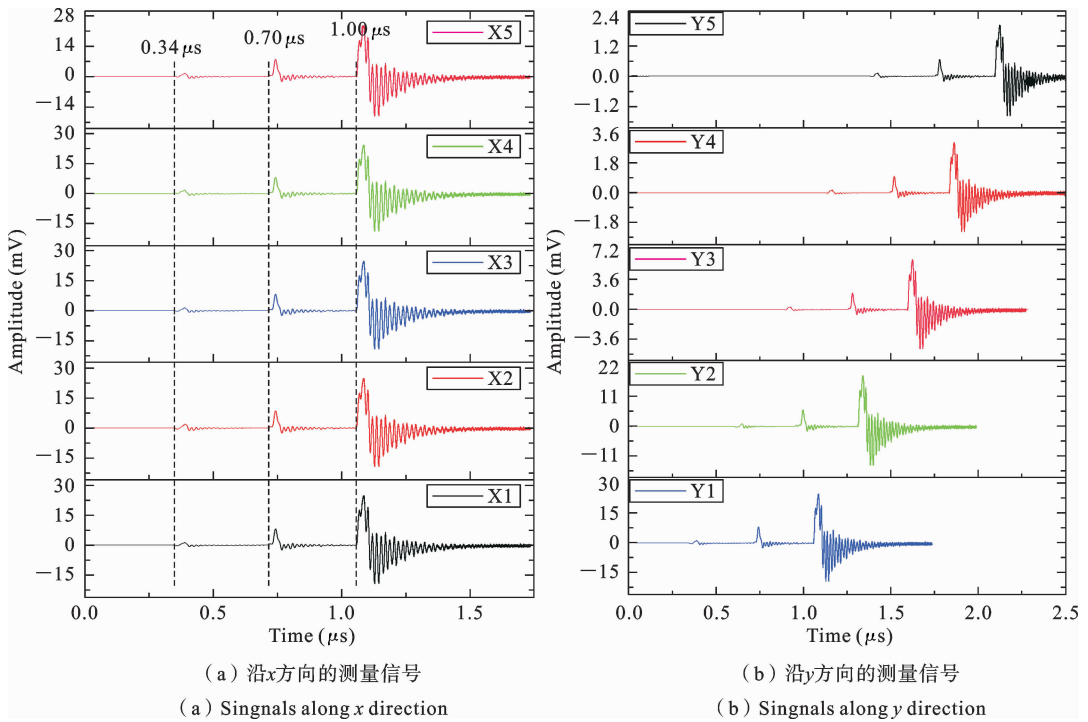 Amplitude (mV)
28
14
0
−14
0.34 μs
0.70 μs
1.00 μs
X5
30
15
0
−15
X4
30
15
0
−15
X3
30
15
0
−15
X2
30
15
0
−15
X1
0.0
0.5
1.0
1.5
Time (μs)
(a)沿x方向的测量信号
(a) Singnals along x direction
Amplitude (mV)
2.4
1.2
0.0
−1.2
Y5
3.6
1.8
0.0
−1.8
Y4
7.2
3.6
0.0
−3.6
Y3
22
11
0
−11
Y2
30
15
0
−15
Y1
0.0
0.5
1.0
1.5
2.0
2.5
Time (μs)
(b)沿y方向的测量信号
(b) Singnals along y direction